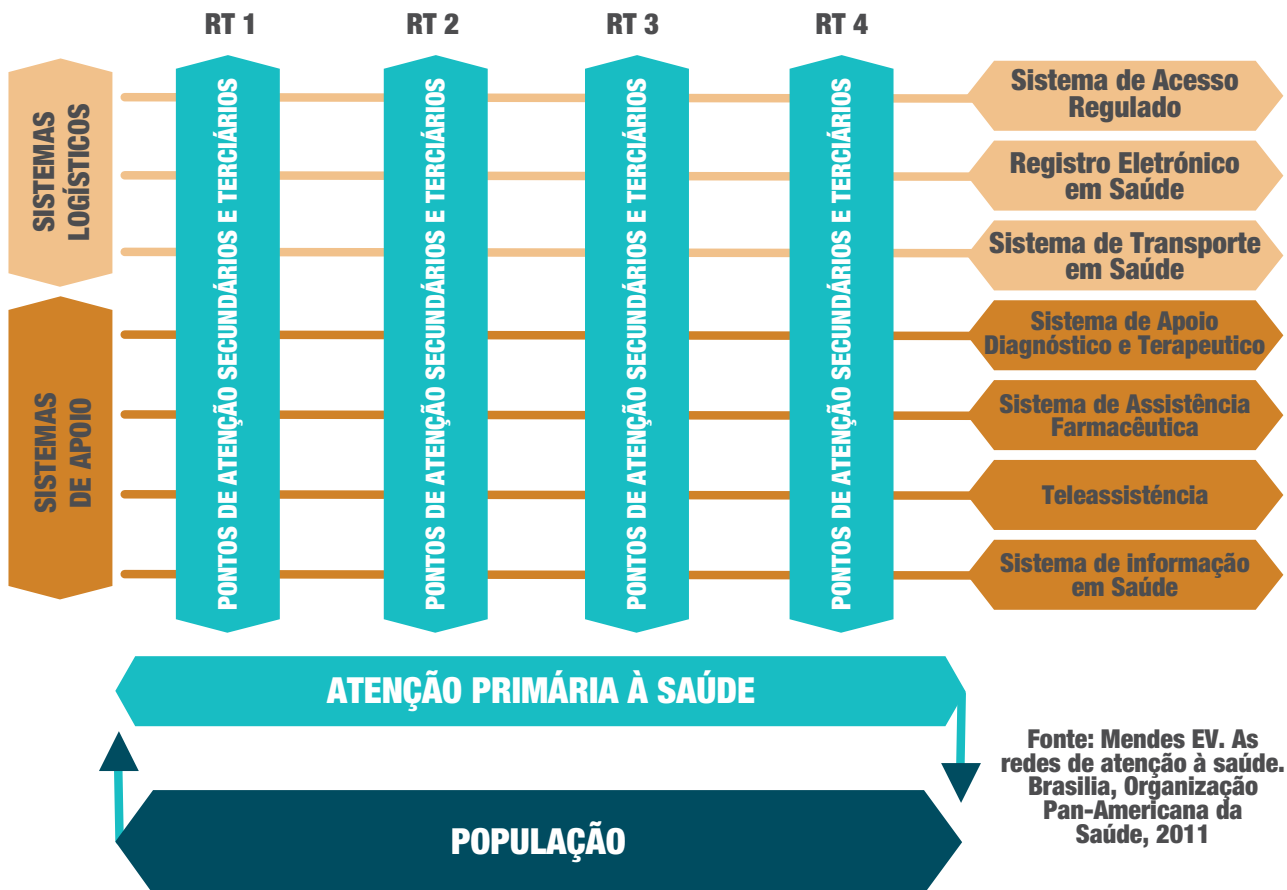 RT 1
RT 2
RT 3
RT 4
SISTEMAS
LOGÍSTICOS
SISTEMAS
DE APOIO
PONTOS DE ATENÇÃO SECUNDÁRIOS E TERCIÁRIOS
PONTOS DE ATENÇÃO SECUNDÁRIOS E TERCIÁRIOS
PONTOS DE ATENÇÃO SECUNDÁRIOS E TERCIÁRIOS
PONTOS DE ATENÇÃO SECUNDÁRIOS E TERCIÁRIOS
Sistema de Acesso
Regulado
Registro Eletrónico
em Saúde
Sistema de Transporte
em Saúde
Sistema de Apoio
Diagnóstico e Terapeutico
Sistema de Assistência
Farmacêutica
Teleassisténcia
Sistema de informação
em Saúde
ATENÇÃO PRIMÁRIA À SAÚDE
POPULAÇÃO
Fonte: Mendes EV. As
redes de atenção à saúde.
Brasilia, Organização
Pan-Americana da
Saúde, 2011